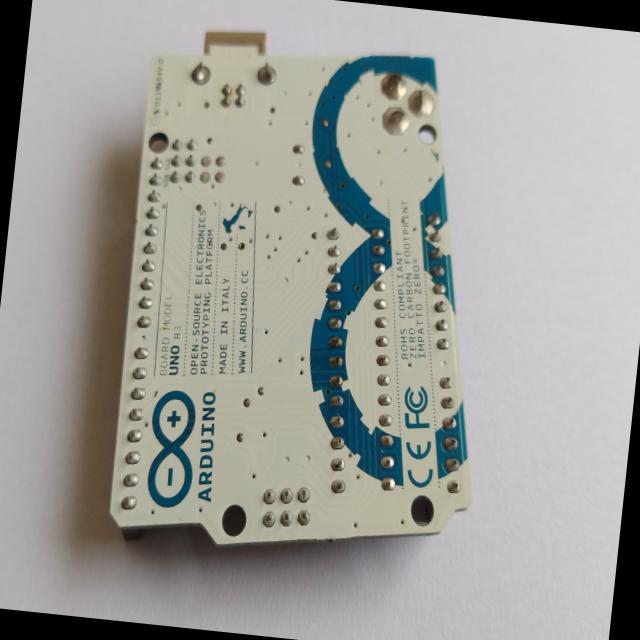 BOARD MODEL
UNO R3
OPEN-SOURCE ELECTRONICS
PROTOTYPING PLATFORM
MADE IN ITALY
WWW.ARDUINO.CC
ARDUINO
ROHS COMPLIANT
ZERO CARBON FOOTPRINT
IMPATTO ZERO
CE FC